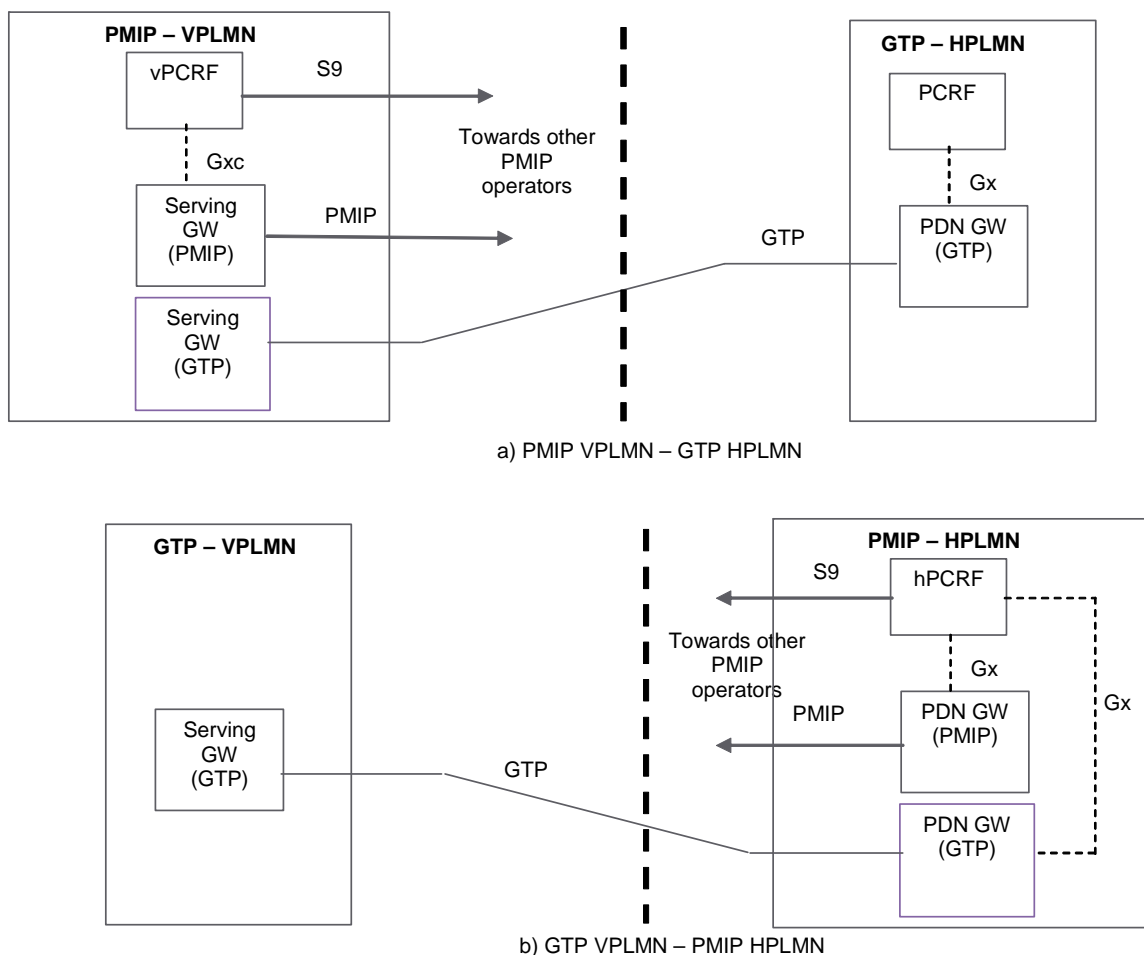 PMIP – VPLMN
vPCRF
S9
Gxc
Towards other
PMIP
operators
Serving
GW
(PMIP)
PMIP
Serving
GW
(GTP)
GTP
GTP – HPLMN
PCRF
Gx
PDN GW
(GTP)
a) PMIP VPLMN – GTP HPLMN
GTP – VPLMN
Serving
GW
(GTP)
GTP
PMIP – HPLMN
S9
hPCRF
Towards other
PMIP
operators
Gx
Gx
PMIP
PDN GW
(PMIP)
PDN GW
(GTP)
b) GTP VPLMN – PMIP HPLMN